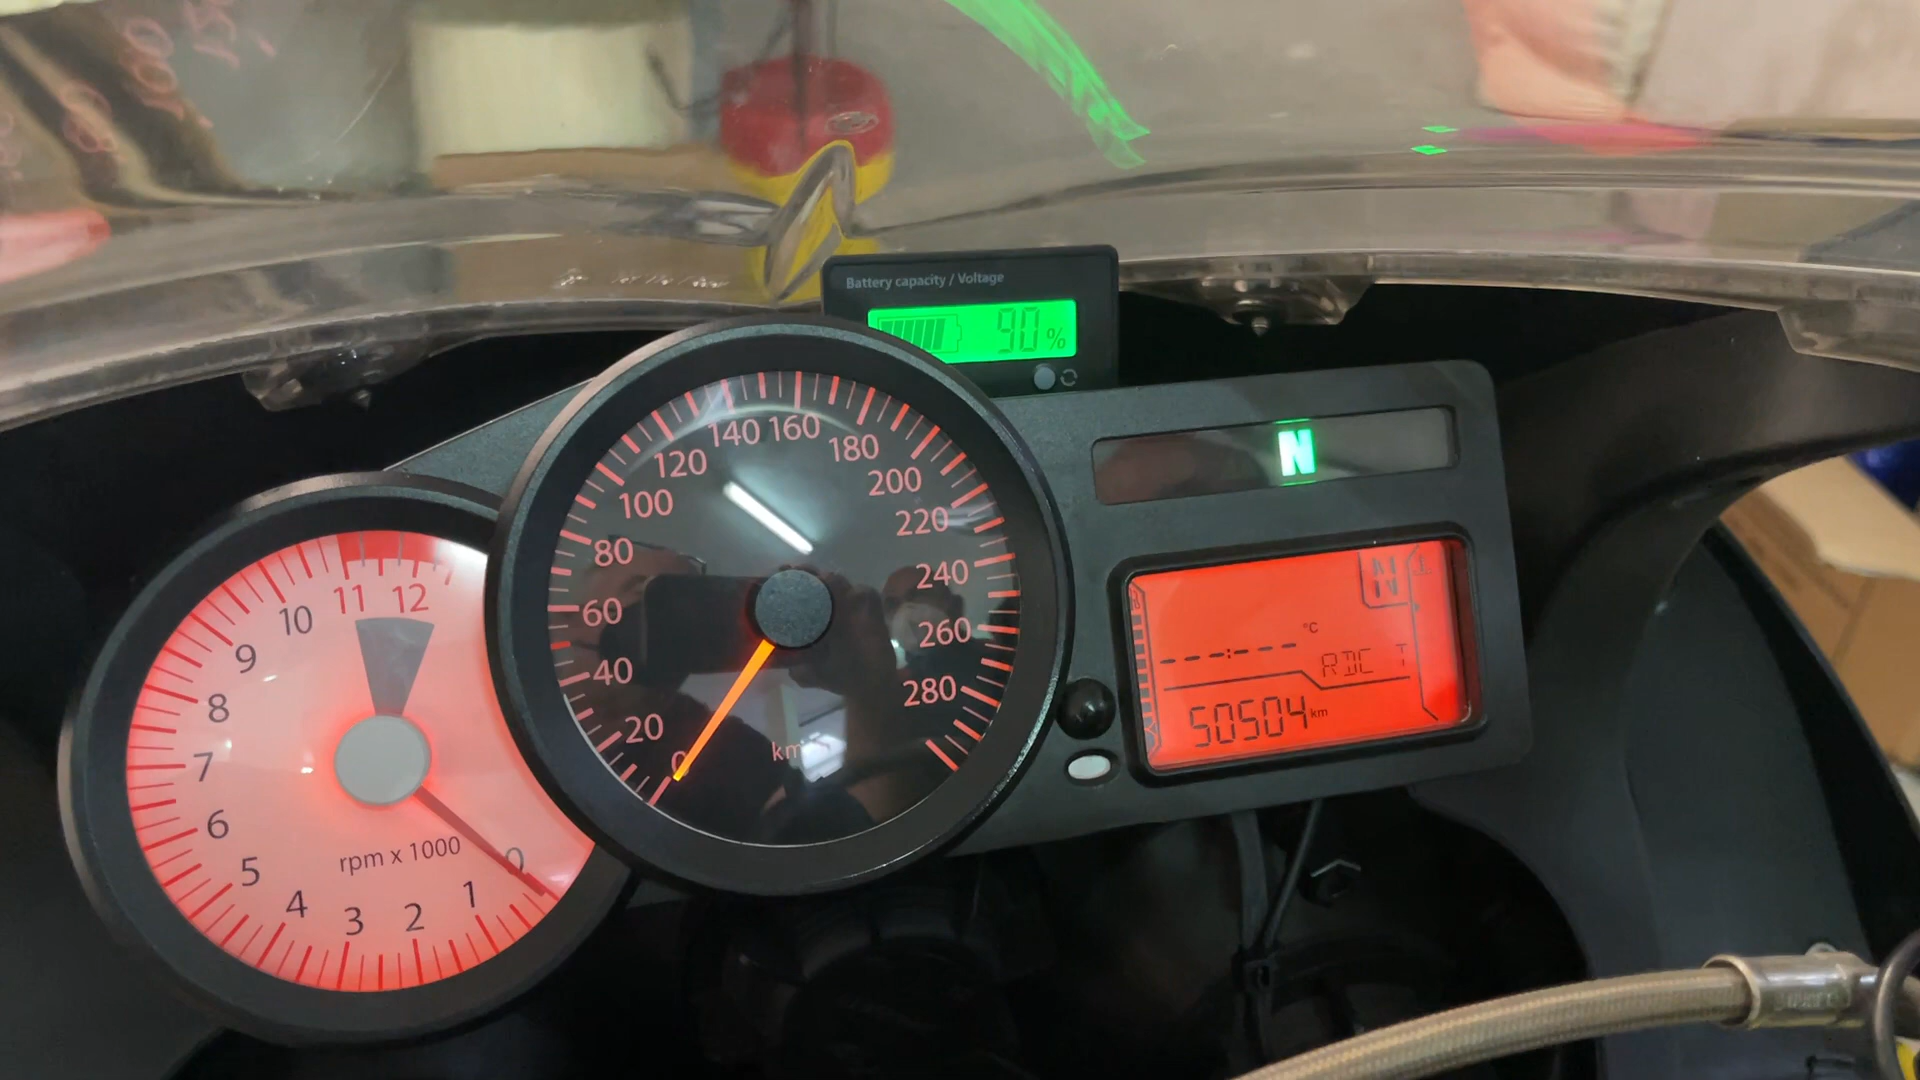 Battery capacity / Voltage
90 %
N
140 160
120 180
100 200
80 220
60 240
40 260
20 280
0
km/h
10 11 12
9
8
7
6
5
4
3
2
1
0
rpm x 1000
N
°C
--:--
RDC T
50504 km